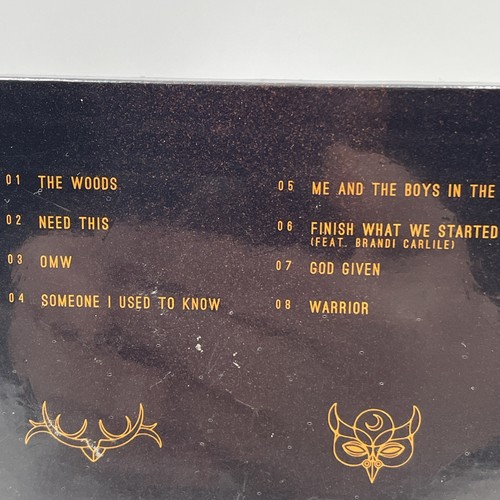 01 THE WOODS
02 NEED THIS
03 OMW
04 SOMEONE I USED TO KNOW
05 ME AND THE BOYS IN THE
06 FINISH WHAT WE STARTED
(FEAT. BRANDI CARLILE)
07 GOD GIVEN
08 WARRIOR